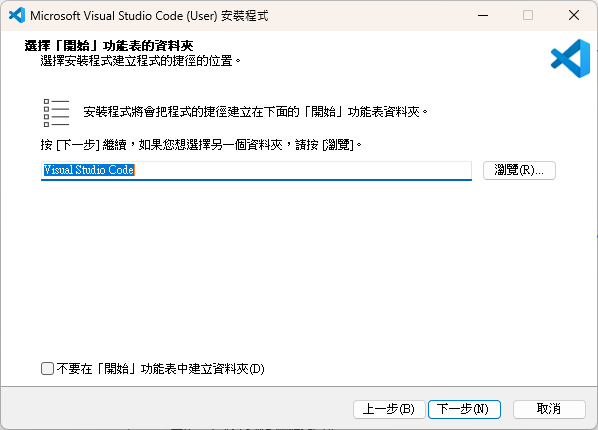 Microsoft Visual Studio Code (User) 安裝程式
選擇「開始」功能表的資料夾
選擇安裝程式建立程式的捷徑的位置。
安裝程式將會把程式的捷徑建立在下面的「開始」功能表資料夾。
按 [下一步] 繼續，如果您想選擇另一個資料夾，請按 [瀏覽]。
Visual Studio Code
瀏覽(R)...
不要在「開始」功能表中建立資料夾(D)
上一步(B)
下一步(N)
取消